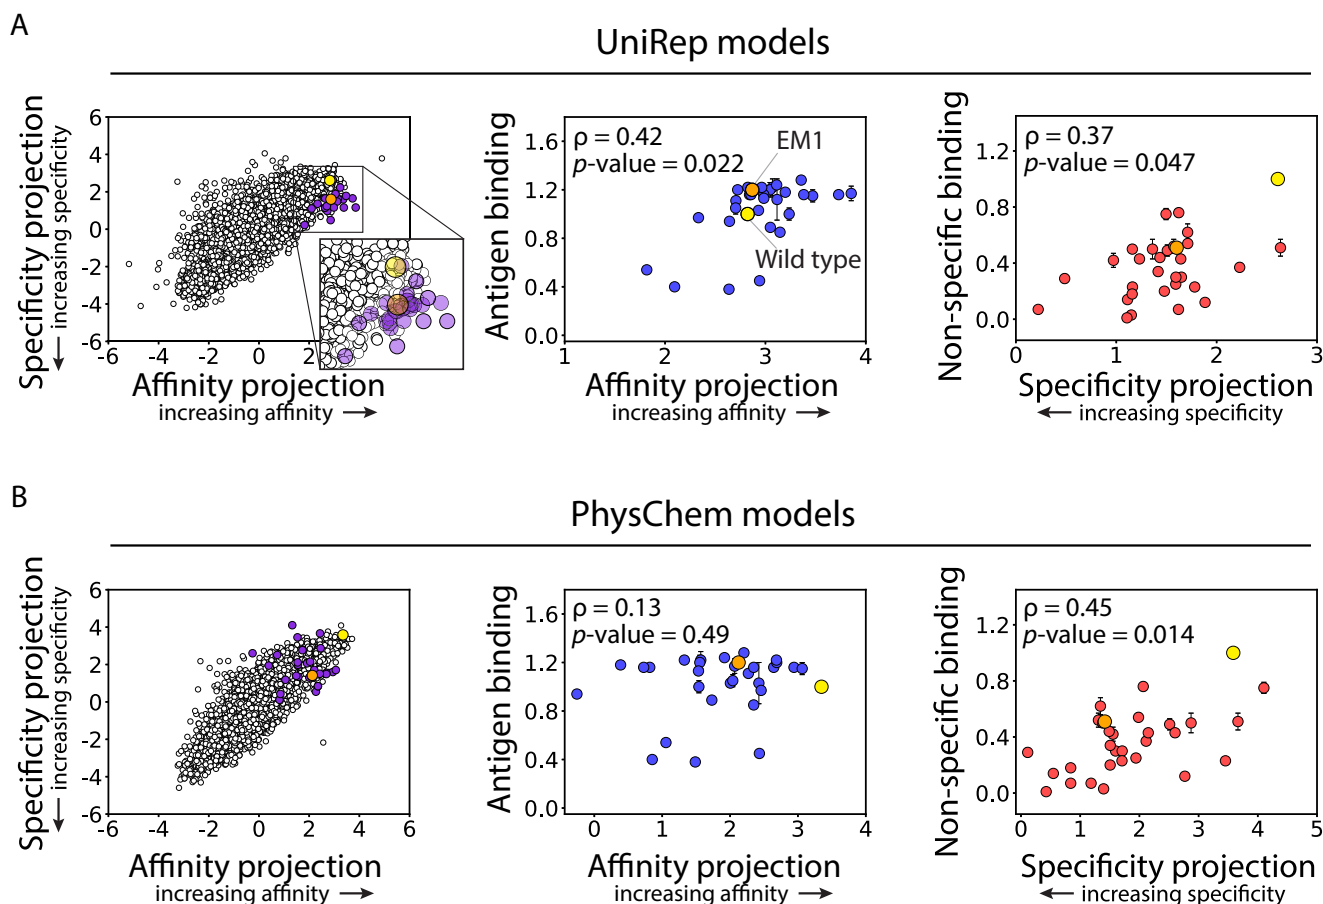 A
UniRep models
Specificity projection
increasing specificity
6
4
2
0
-2
-4
-6
-6 -4 -2 0 2
Affinity projection
increasing affinity
Antigen binding
ρ = 0.42
p-value = 0.022
EM1
Wild type
1.6
1.2
0.8
0.4
0.0
1 2 3 4
Affinity projection
increasing affinity
Non-specific binding
ρ = 0.37
p-value = 0.047
1.2
0.8
0.4
0.0
0 1 2 3
Specificity projection
increasing specificity
B
PhysChem models
Specificity projection
increasing specificity
6
4
2
0
-2
-4
-6
-6 -4 -2 0 2 4 6
Affinity projection
increasing affinity
Antigen binding
ρ = 0.13
p-value = 0.49
1.6
1.2
0.8
0.4
0.0
0 1 2 3 4
Affinity projection
increasing affinity
Non-specific binding
ρ = 0.45
p-value = 0.014
1.2
0.8
0.4
0.0
0 1 2 3 4 5
Specificity projection
increasing specificity